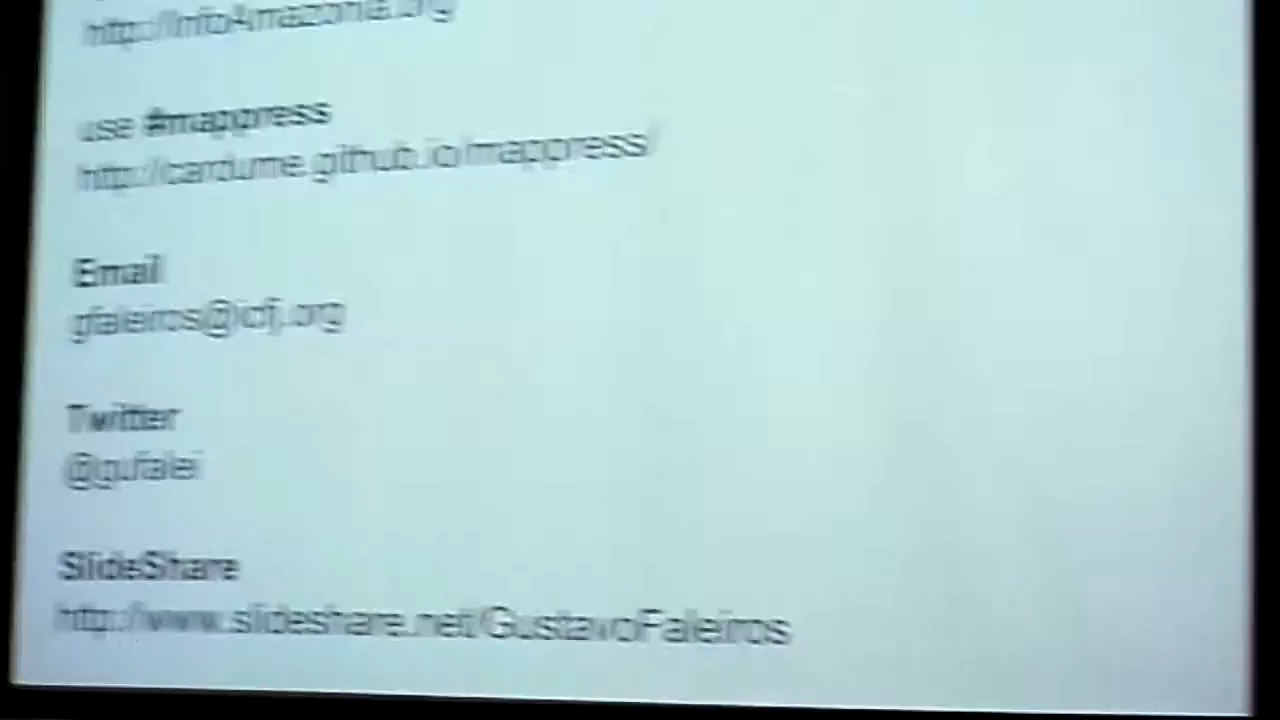 http://InfoAmazonia.org
use #mappress
http://cardume.github.io/mappress/
Email
gfaleiros@icfj.org
Twitter
@gufalei
SlideShare
http://www.slideshare.net/GustavoFaleiros